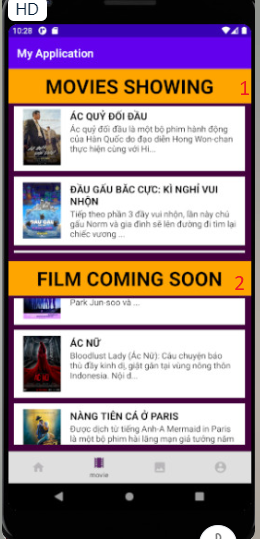 HD
10:28
My Application
MOVIES SHOWING 1
ÁC QUỶ ĐỐI ĐẦU
Ác quỷ đối đầu là một bộ phim hành động
của Hàn Quốc do đạo diễn Hong Won-chan
thực hiện cùng với Hi...
ĐẦU GẤU BẮC CỰC: KÌ NGHỈ VUI
NHỘN
Tiếp theo phần 3 đầy vui nhộn, lần này chú
gấu Norm và gia đình sẽ lên đường đi tìm lại
chiếc vương ...
FILM COMING SOON 2
Park Jun-soo và ...
ÁC NỮ
Bloodlust Lady (Ác Nữ): Câu chuyện báo
thù đầy kinh dị, giật gân tại vùng nông thôn
Indonesia. Nội d...
NÀNG TIÊN CÁ Ở PARIS
Được dịch từ tiếng Anh-A Mermaid in Paris
là một bộ phim hài lãng mạn giả tưởng năm
movie